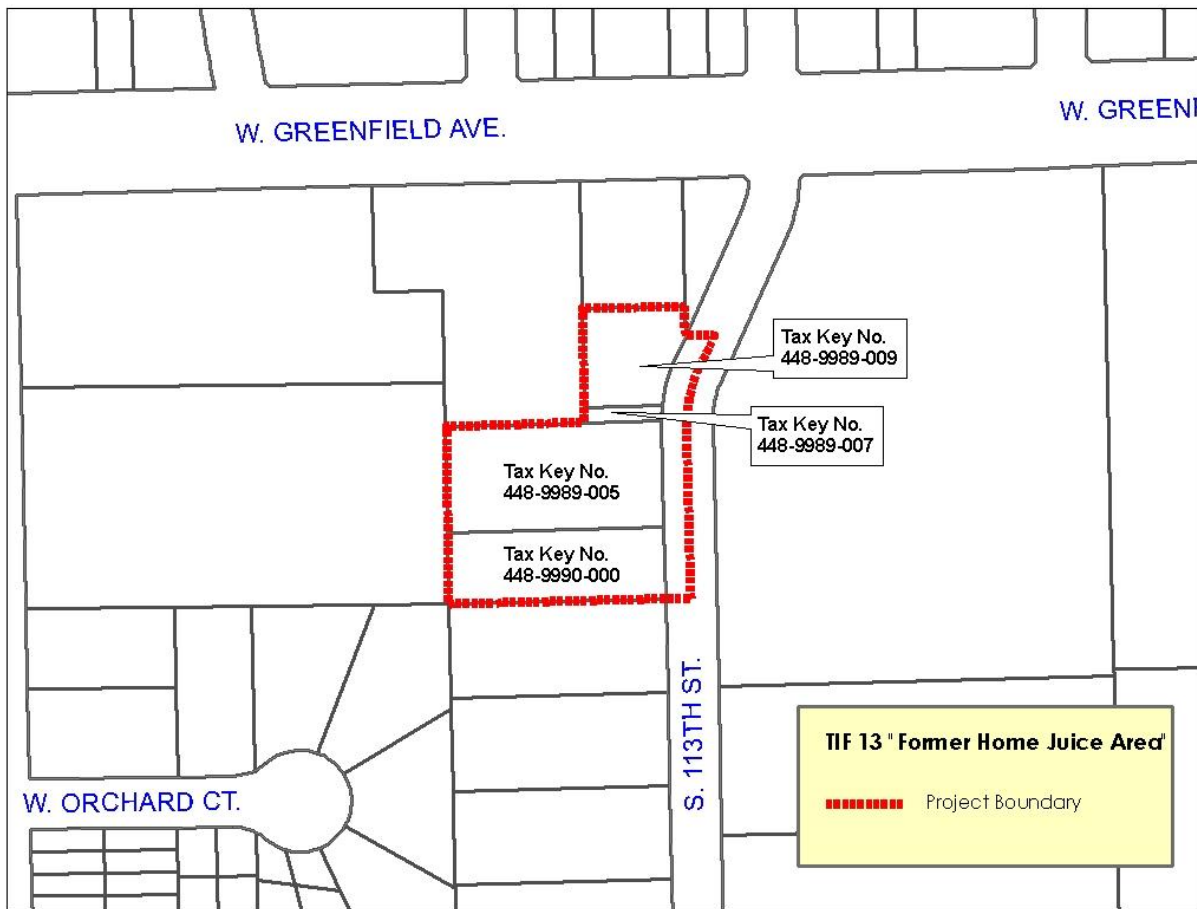 W. GREENFIELD AVE.
W. GREENF
Tax Key No.
448-9989-009
Tax Key No.
448-9989-007
Tax Key No.
448-9989-005
Tax Key No.
448-9990-000
S. 113TH ST.
W. ORCHARD CT.
TIF 13 "Former Home Juice Area"
Project Boundary